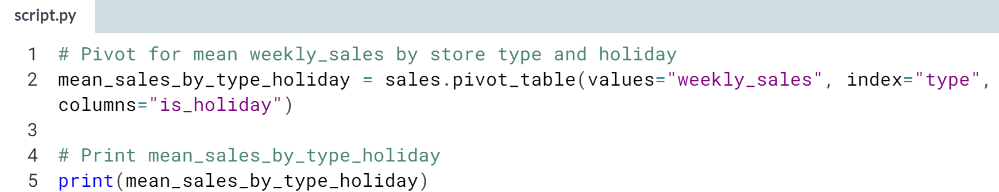 script.py
1 # Pivot for mean weekly_sales by store type and holiday
2 mean_sales_by_type_holiday = sales.pivot_table(values="weekly_sales", index="type",
columns="is_holiday")
3
4 # Print mean_sales_by_type_holiday
5 print(mean_sales_by_type_holiday)